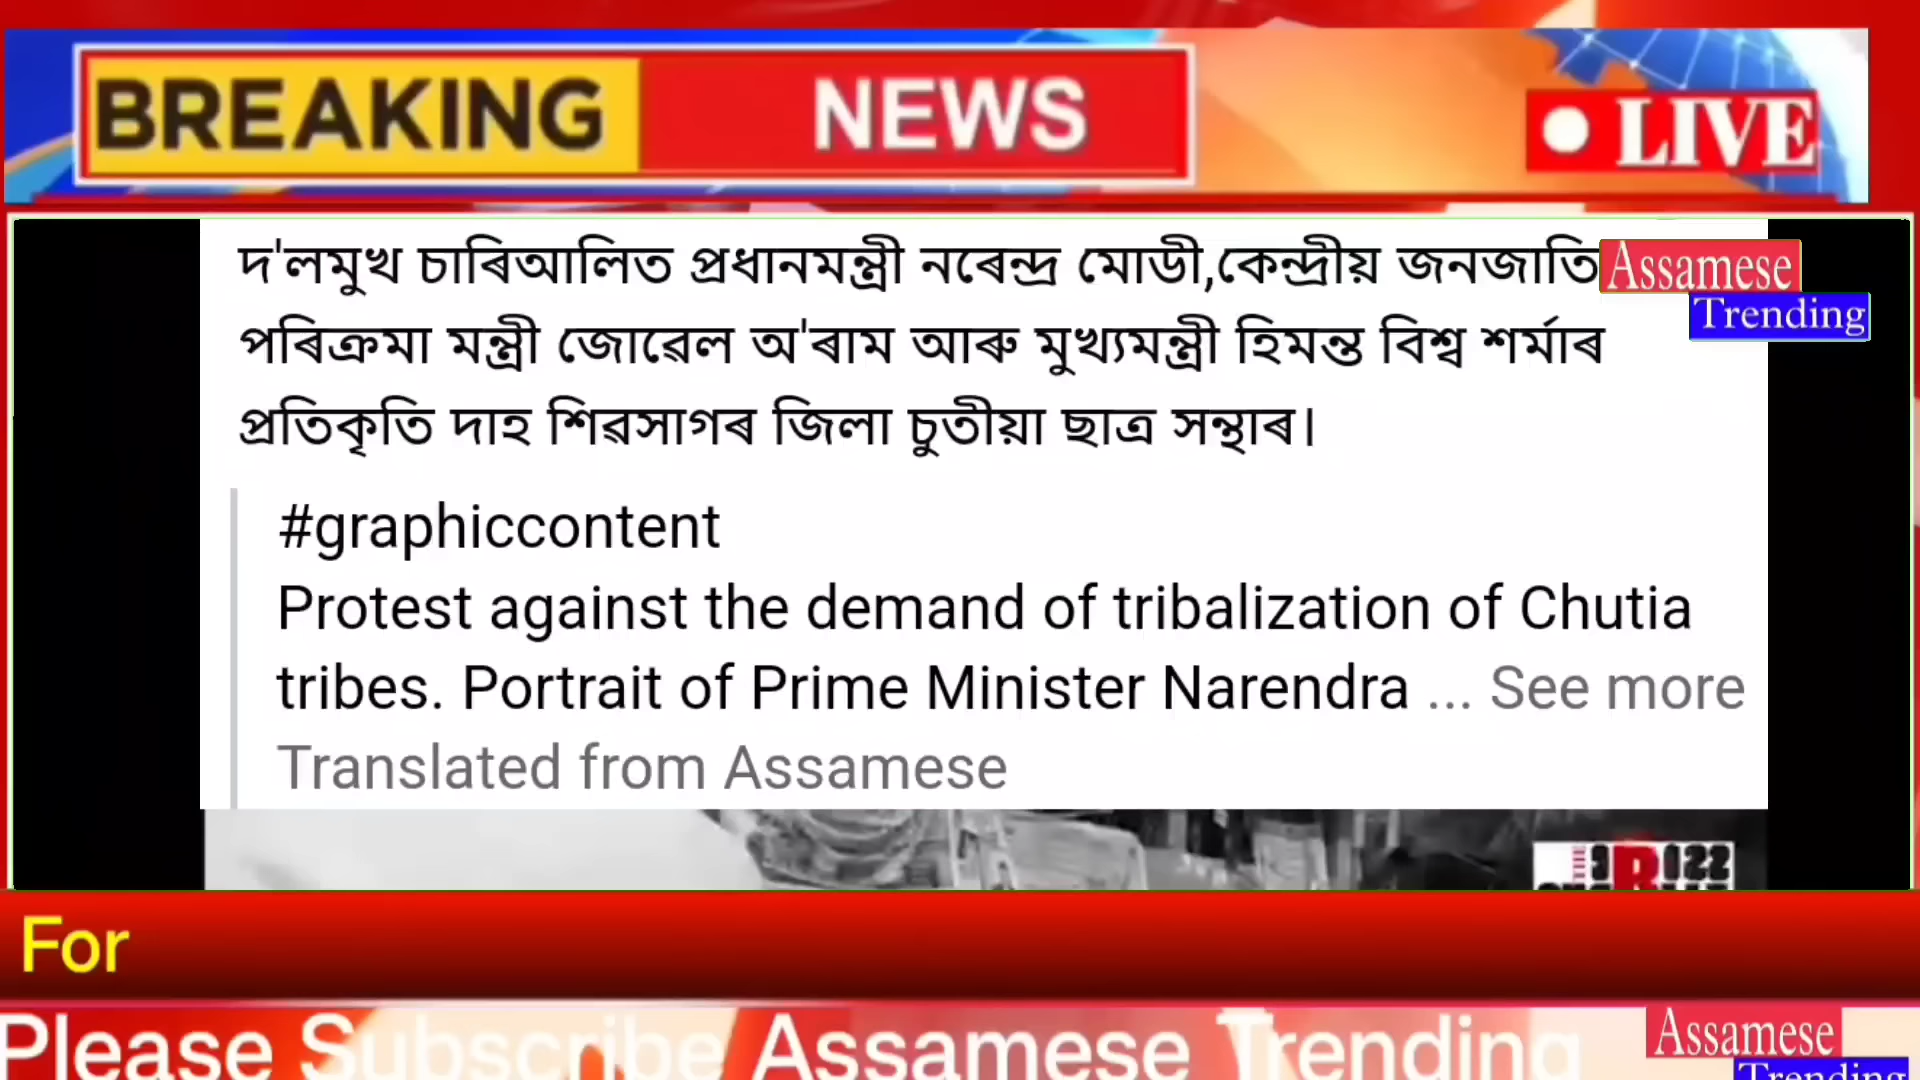 BREAKING NEWS
LIVE
দ'লমুখ চাৰিআলিত প্ৰধানমন্ত্ৰী নৰেন্দ্ৰ মোডী,কেন্দ্ৰীয় জনজাতি
Assamese
Trending
পৰিক্ৰমা মন্ত্ৰী জোৱেল অ'ৰাম আৰু মুখ্যমন্ত্ৰী হিমন্ত বিশ্ব শৰ্মাৰ
প্ৰতিকৃতি দাহ শিৱসাগৰ জিলা চুতীয়া ছাত্ৰ সন্থাৰ।
#graphiccontent
Protest against the demand of tribalization of Chutia
tribes. Portrait of Prime Minister Narendra ... See more
Translated from Assamese
For
Please Subscribe Assamese Trending
Assamese
Trending